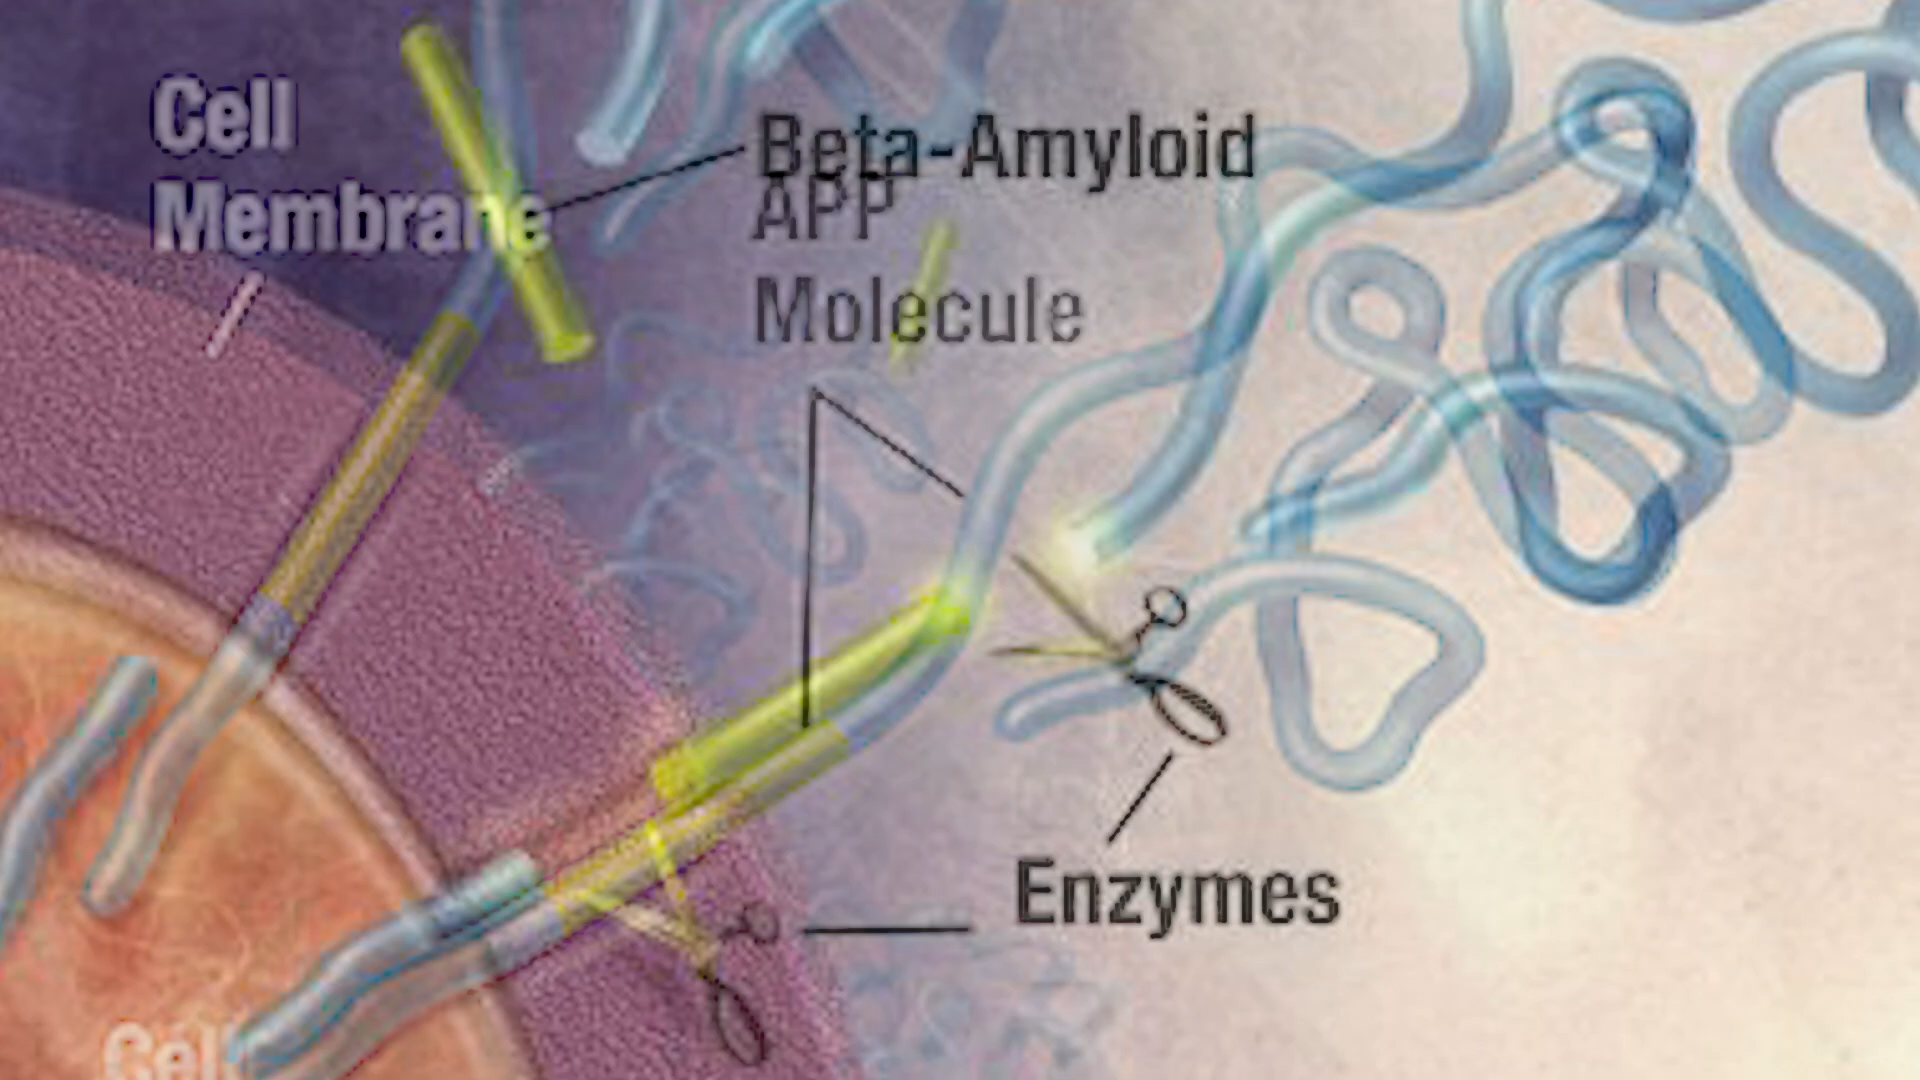 Cell
Membrane
Beta-Amyloid
APP
Molecule
Enzymes
Cell